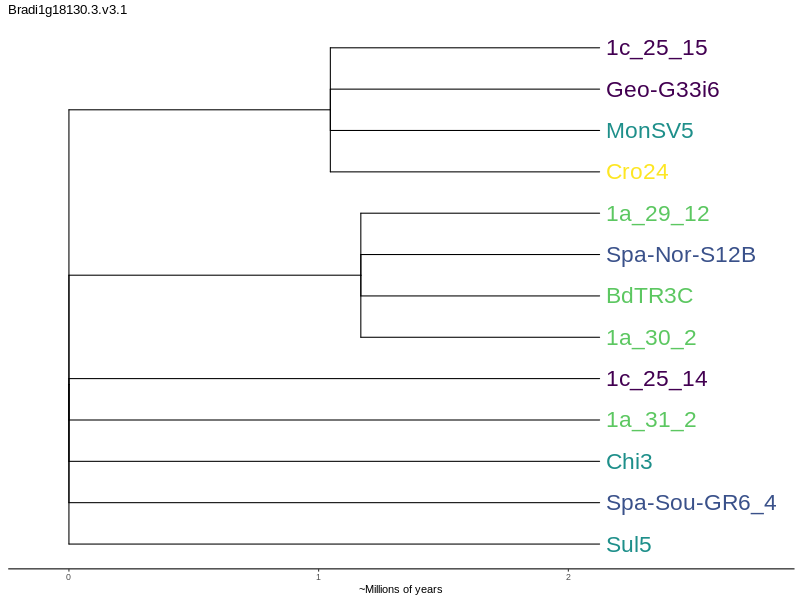 Bradi1g18130.3.v3.1
1c_25_15
Geo-G33i6
MonSV5
Cro24
1a_29_12
Spa-Nor-S12B
BdTR3C
1a_30_2
1c_25_14
1a_31_2
Chi3
Spa-Sou-GR6_4
Sul5
0 1 2
~Millions of years